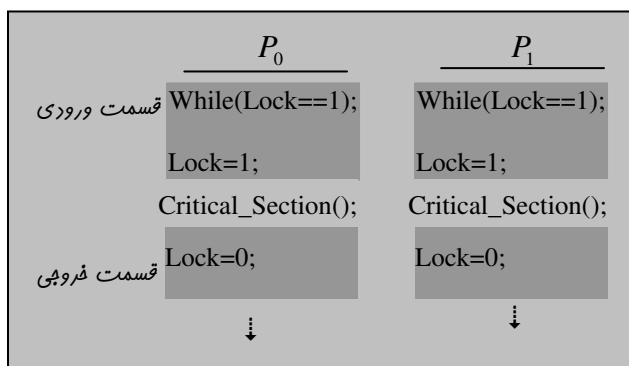 P0 P1
قسمت ورودی While(Lock==1); While(Lock==1);
Lock=1; Lock=1;
Critical_Section(); Critical_Section();
قسمت خروجی Lock=0; Lock=0;